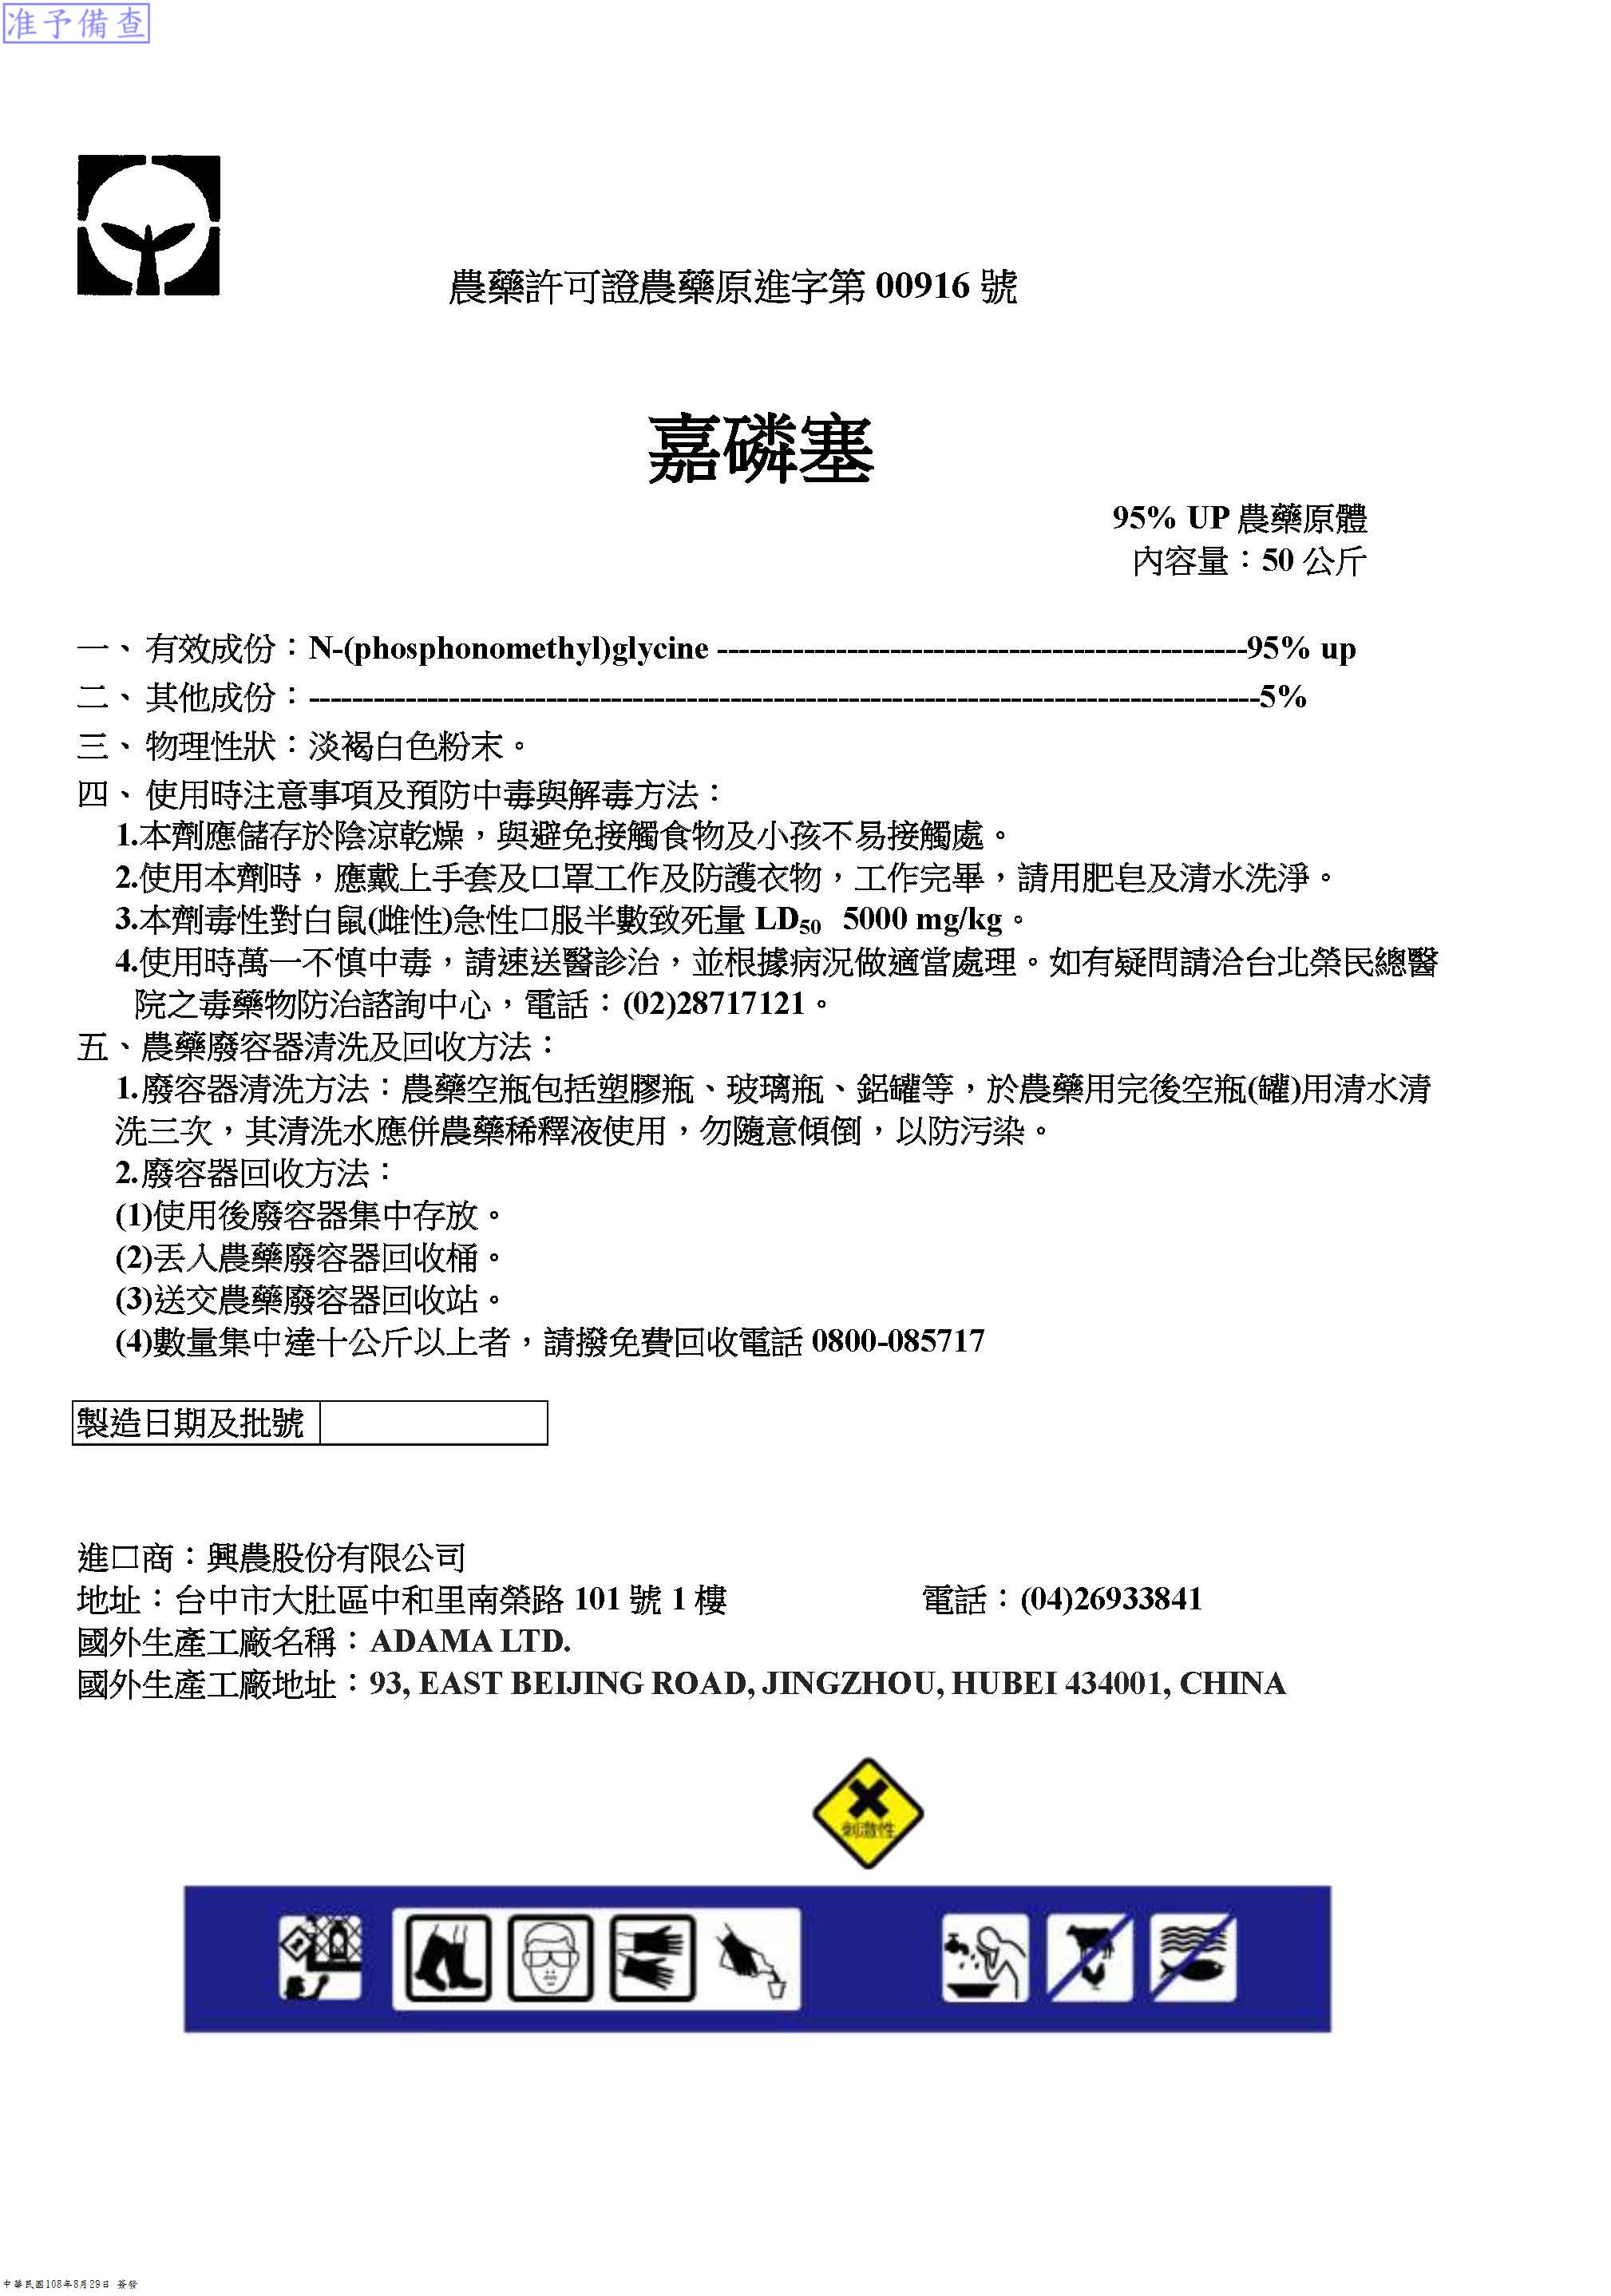 准予備查
農藥許可證農藥原進字第 00916 號
嘉磷塞
95% UP 農藥原體
內容量：50 公斤
一、有效成份：N-(phosphonomethyl)glycine -------------------------------------------------95% up
二、其他成份：----------------------------------------------------------------------------------------5%
三、物理性狀：淡褐白色粉末。
四、使用時注意事項及預防中毒與解毒方法：
1.本劑應儲存於陰涼乾燥，與避免接觸食物及小孩不易接觸處。
2.使用本劑時，應戴上手套及口罩工作及防護衣物，工作完畢，請用肥皂及清水洗淨。
3.本劑毒性對白鼠(雌性)急性口服半數致死量 LD₅₀ 5000 mg/kg。
4.使用時萬一不慎中毒，請速送醫診治，並根據病況做適當處理。如有疑問請洽台北榮民總醫
院之毒藥物防治諮詢中心，電話：(02)28717121。
五、農藥廢容器清洗及回收方法：
1.廢容器清洗方法：農藥空瓶包括塑膠瓶、玻璃瓶、鋁罐等，於農藥用完後空瓶(罐)用清水清
洗三次，其清洗水應併農藥稀釋液使用，勿隨意傾倒，以防污染。
2.廢容器回收方法：
(1)使用後廢容器集中存放。
(2)丟入農藥廢容器回收桶。
(3)送交農藥廢容器回收站。
(4)數量集中達十公斤以上者，請撥免費回收電話 0800-085717
製造日期及批號
進口商：興農股份有限公司
地址：台中市大肚區中和里南榮路 101 號 1 樓 電話：(04)26933841
國外生產工廠名稱：ADAMA LTD.
國外生產工廠地址：93, EAST BEIJING ROAD, JINGZHOU, HUBEI 434001, CHINA
刺激性
中華民國108年8月29日 簽發